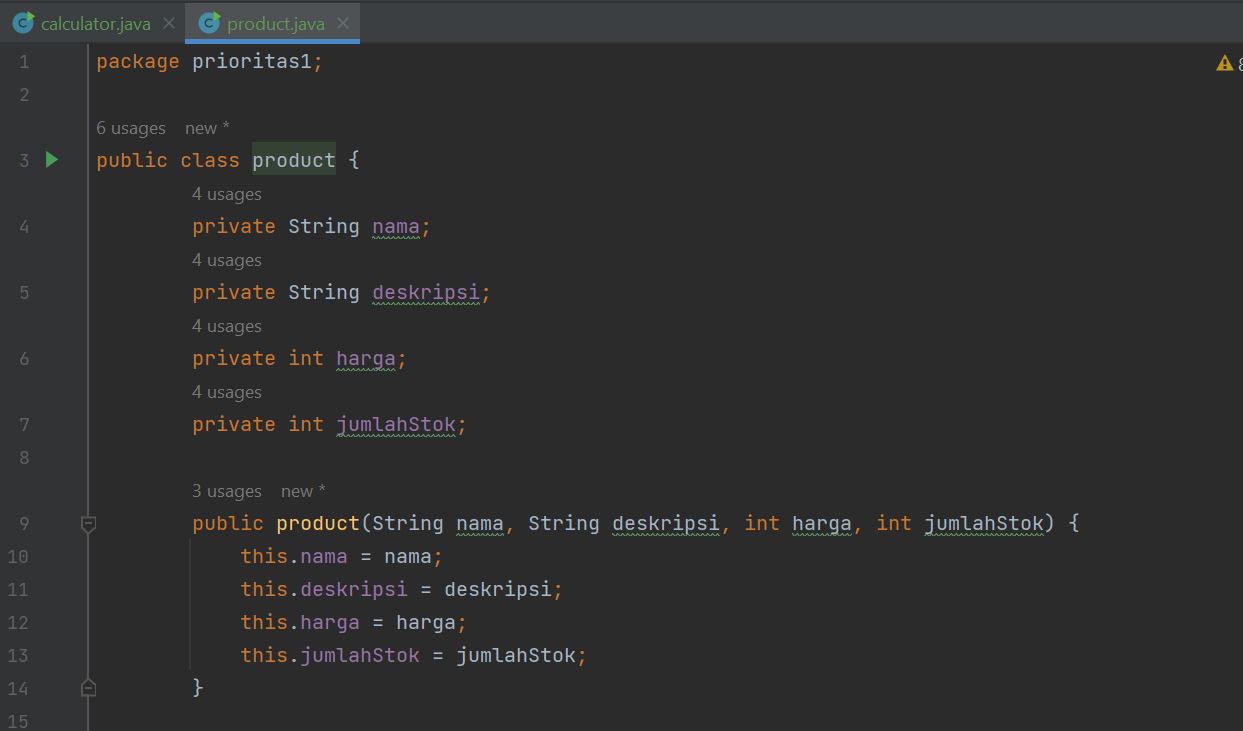 calculator.java product.java
1 package prioritas1;
2
6 usages new *
3 public class product {
4 usages
4 private String nama;
4 usages
5 private String deskripsi;
4 usages
6 private int harga;
4 usages
7 private int jumlahStok;
8
3 usages new *
9 public product(String nama, String deskripsi, int harga, int jumlahStok) {
10 this.nama = nama;
11 this.deskripsi = deskripsi;
12 this.harga = harga;
13 this.jumlahStok = jumlahStok;
14 }
15